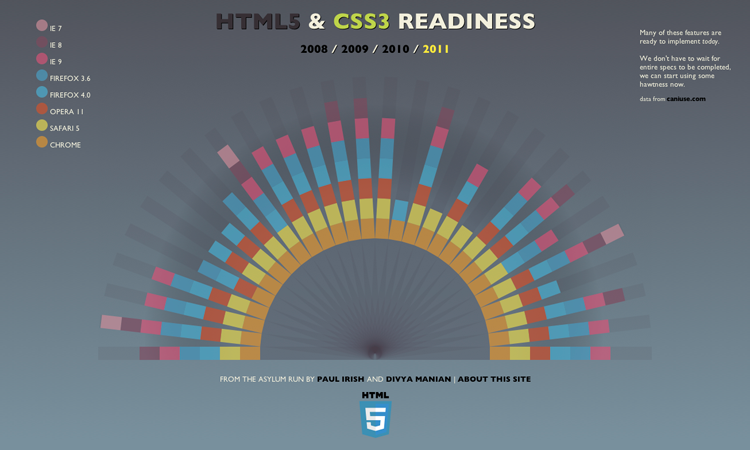 HTML5 & CSS3 READINESS
2008 / 2009 / 2010 / 2011
IE 7
IE 8
IE 9
FIREFOX 3.6
FIREFOX 4.0
OPERA 11
SAFARI 5
CHROME
Many of these features are
ready to implement today.
We don't have to wait for
entire specs to be completed,
we can start using some
hawtness now.
data from caniuse.com
FROM THE ASYLUM RUN BY PAUL IRISH AND DIVYA MANIAN | ABOUT THIS SITE
HTML
5